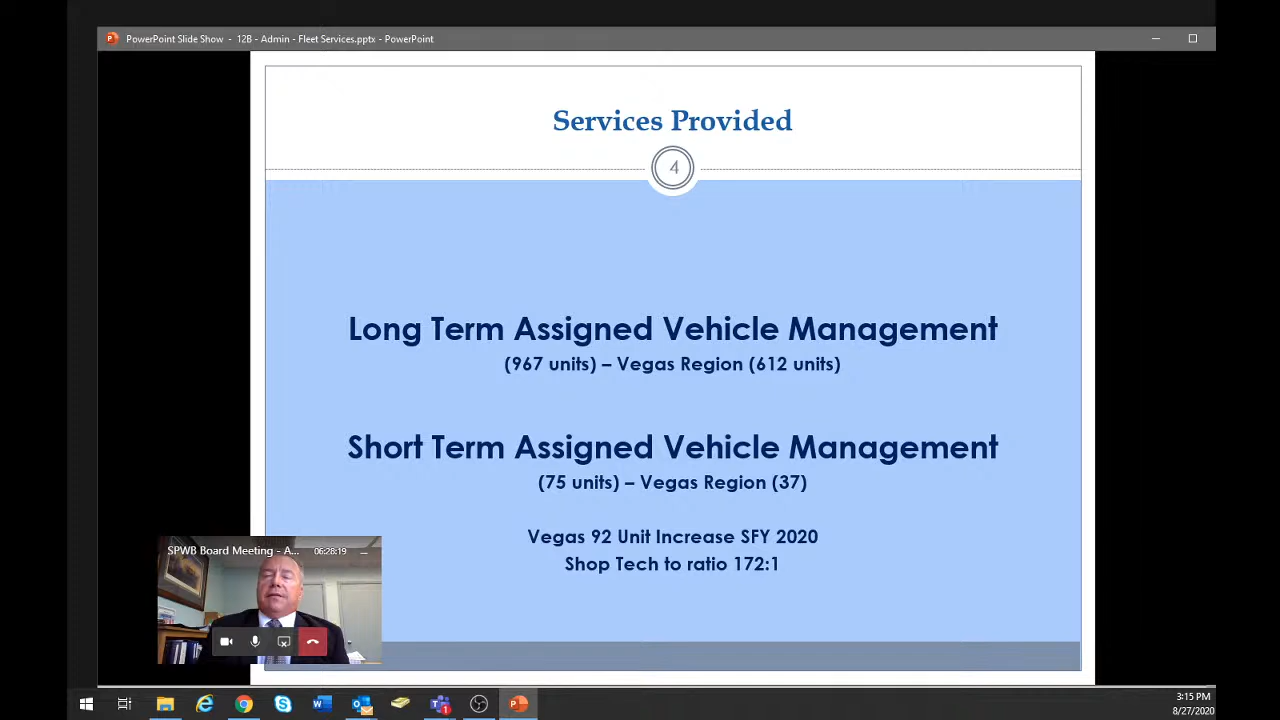 PowerPoint Slide Show - 12B - Admin - Fleet Services.pptx - PowerPoint
Services Provided
4
Long Term Assigned Vehicle Management
(967 units) – Vegas Region (612 units)
Short Term Assigned Vehicle Management
(75 units) – Vegas Region (37)
Vegas 92 Unit Increase SFY 2020
Shop Tech to ratio 172:1
SPWB Board Meeting - A... 06:28:19
3:15 PM
8/27/2020